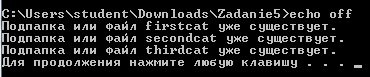 C:\Users\student\Downloads\Zadanie5>echo off
Подпапка или файл firstcat уже существует.
Подпапка или файл secondcat уже существует.
Подпапка или файл thirdcat уже существует.
Для продолжения нажмите любую клавишу . . . _